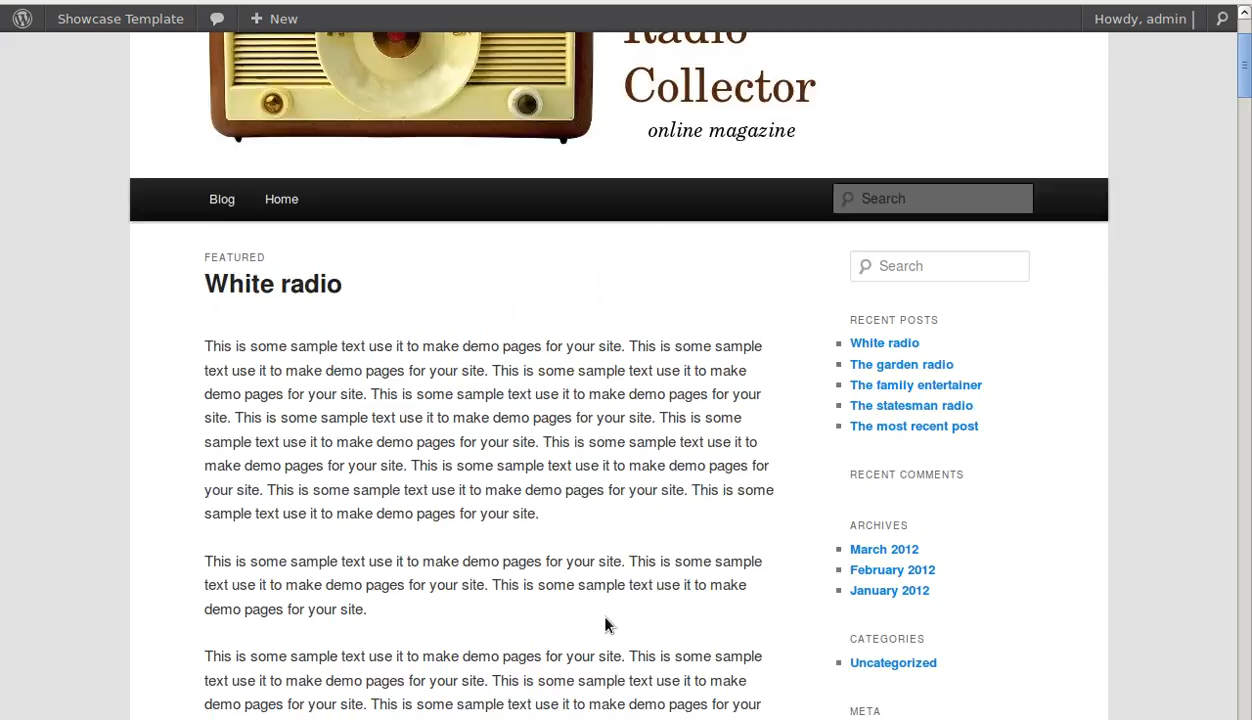 Showcase Template
New
Howdy, admin
Radio
Collector
online magazine
Blog
Home
Search
FEATURED
White radio
This is some sample text use it to make demo pages for your site. This is some sample
text use it to make demo pages for your site. This is some sample text use it to make
demo pages for your site. This is some sample text use it to make demo pages for your
site. This is some sample text use it to make demo pages for your site. This is some
sample text use it to make demo pages for your site. This is some sample text use it to
make demo pages for your site. This is some sample text use it to make demo pages for
your site. This is some sample text use it to make demo pages for your site. This is some
sample text use it to make demo pages for your site.
This is some sample text use it to make demo pages for your site. This is some sample
text use it to make demo pages for your site. This is some sample text use it to make
demo pages for your site.
This is some sample text use it to make demo pages for your site. This is some sample
text use it to make demo pages for your site. This is some sample text use it to make
demo pages for your site. This is some sample text use it to make demo pages for your
Search
RECENT POSTS
White radio
The garden radio
The family entertainer
The statesman radio
The most recent post
RECENT COMMENTS
ARCHIVES
March 2012
February 2012
January 2012
CATEGORIES
Uncategorized
META